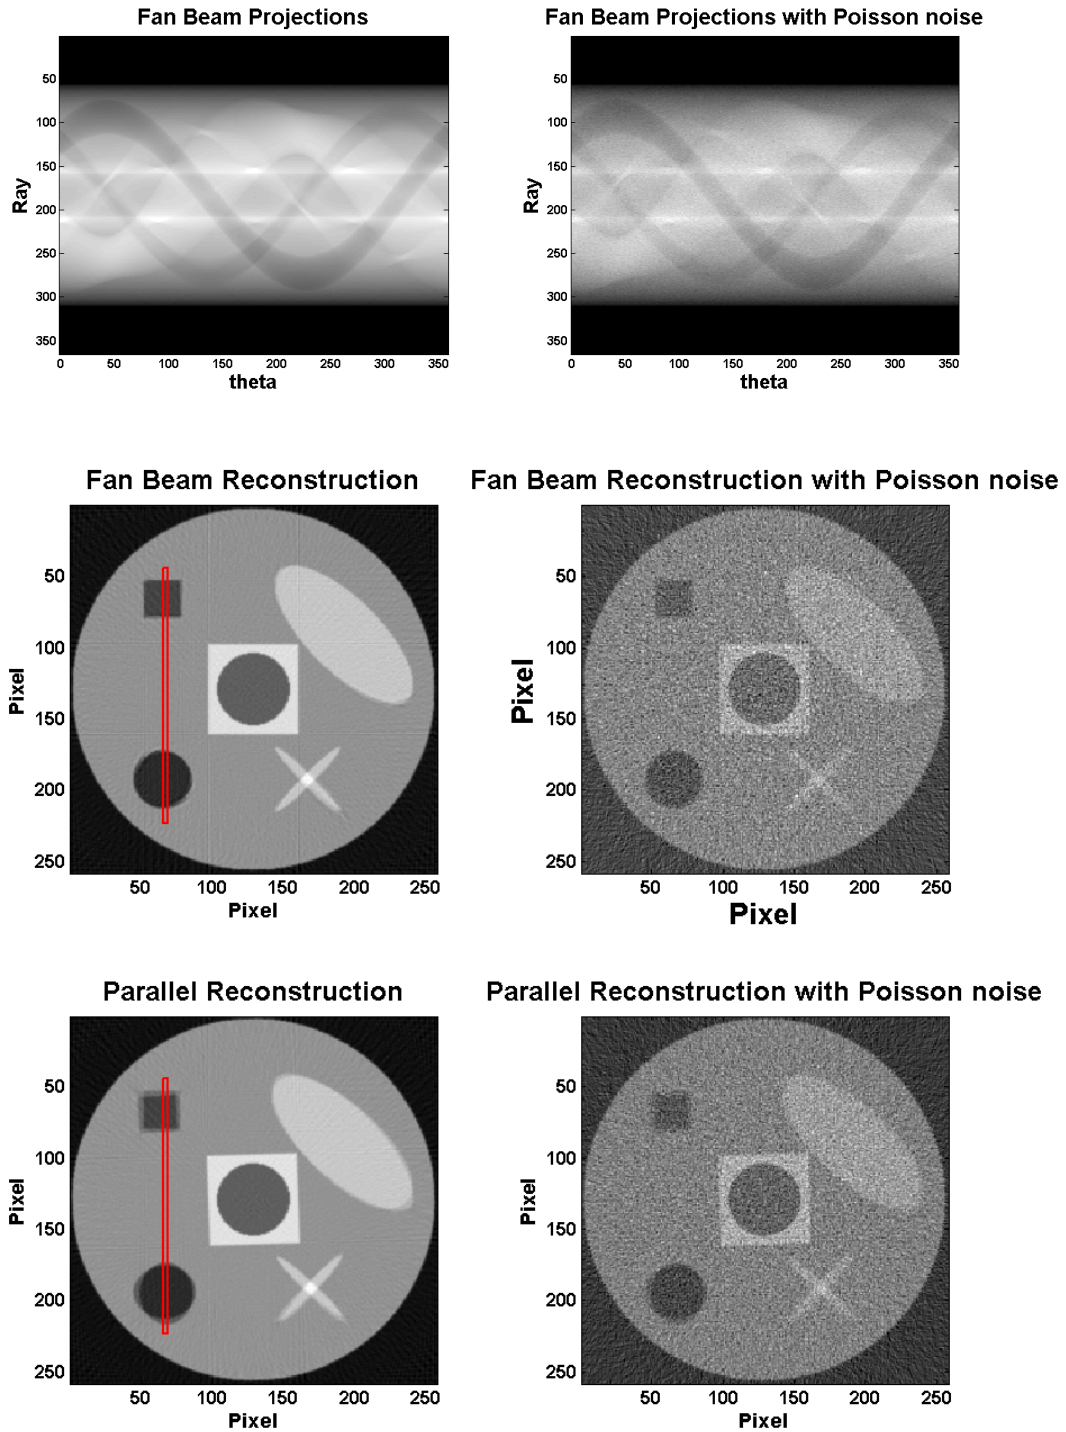 Fan Beam Projections
Fan Beam Projections with Poisson noise
50
100
150
200
250
300
350
Ray
0 50 100 150 200 250 300 350
theta
50
100
150
200
250
300
350
Ray
0 50 100 150 200 250 300 350
theta
Fan Beam Reconstruction
Fan Beam Reconstruction with Poisson noise
50
100
150
200
250
Pixel
50 100 150 200 250
Pixel
50
100
150
200
250
Pixel
50 100 150 200 250
Pixel
Parallel Reconstruction
Parallel Reconstruction with Poisson noise
50
100
150
200
250
Pixel
50 100 150 200 250
Pixel
50
100
150
200
250
Pixel
50 100 150 200 250
Pixel